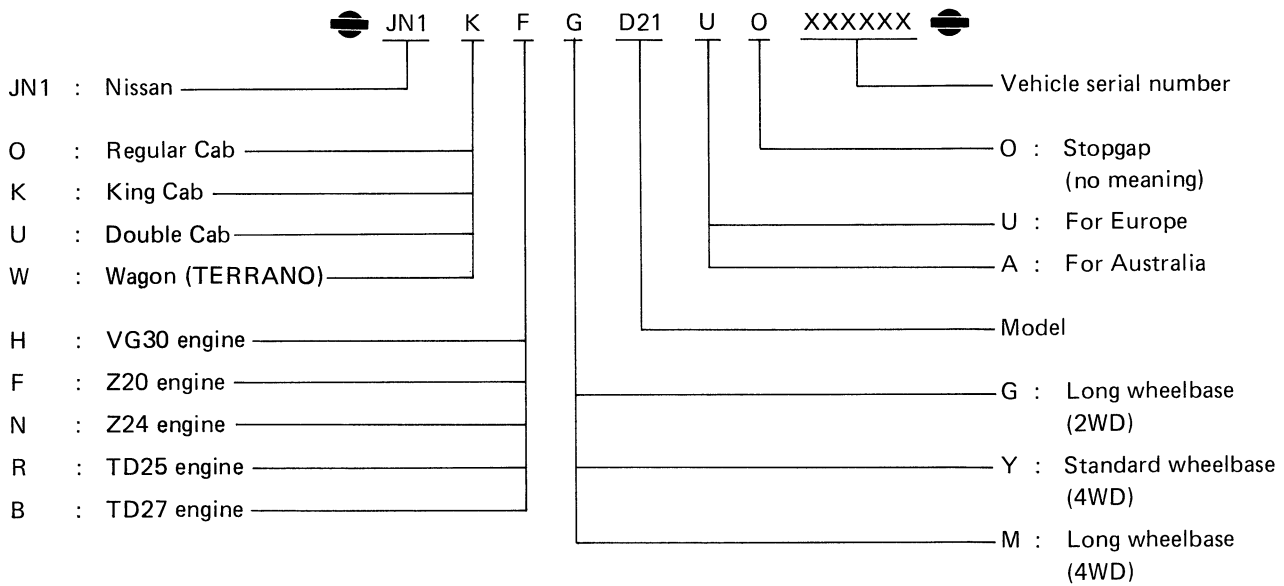 JN1 K F G D21 U O XXXXXX
JN1 : Nissan
O : Regular Cab
K : King Cab
U : Double Cab
W : Wagon (TERRANO)
H : VG30 engine
F : Z20 engine
N : Z24 engine
R : TD25 engine
B : TD27 engine
Vehicle serial number
O : Stopgap
(no meaning)
U : For Europe
A : For Australia
Model
G : Long wheelbase
(2WD)
Y : Standard wheelbase
(4WD)
M : Long wheelbase
(4WD)